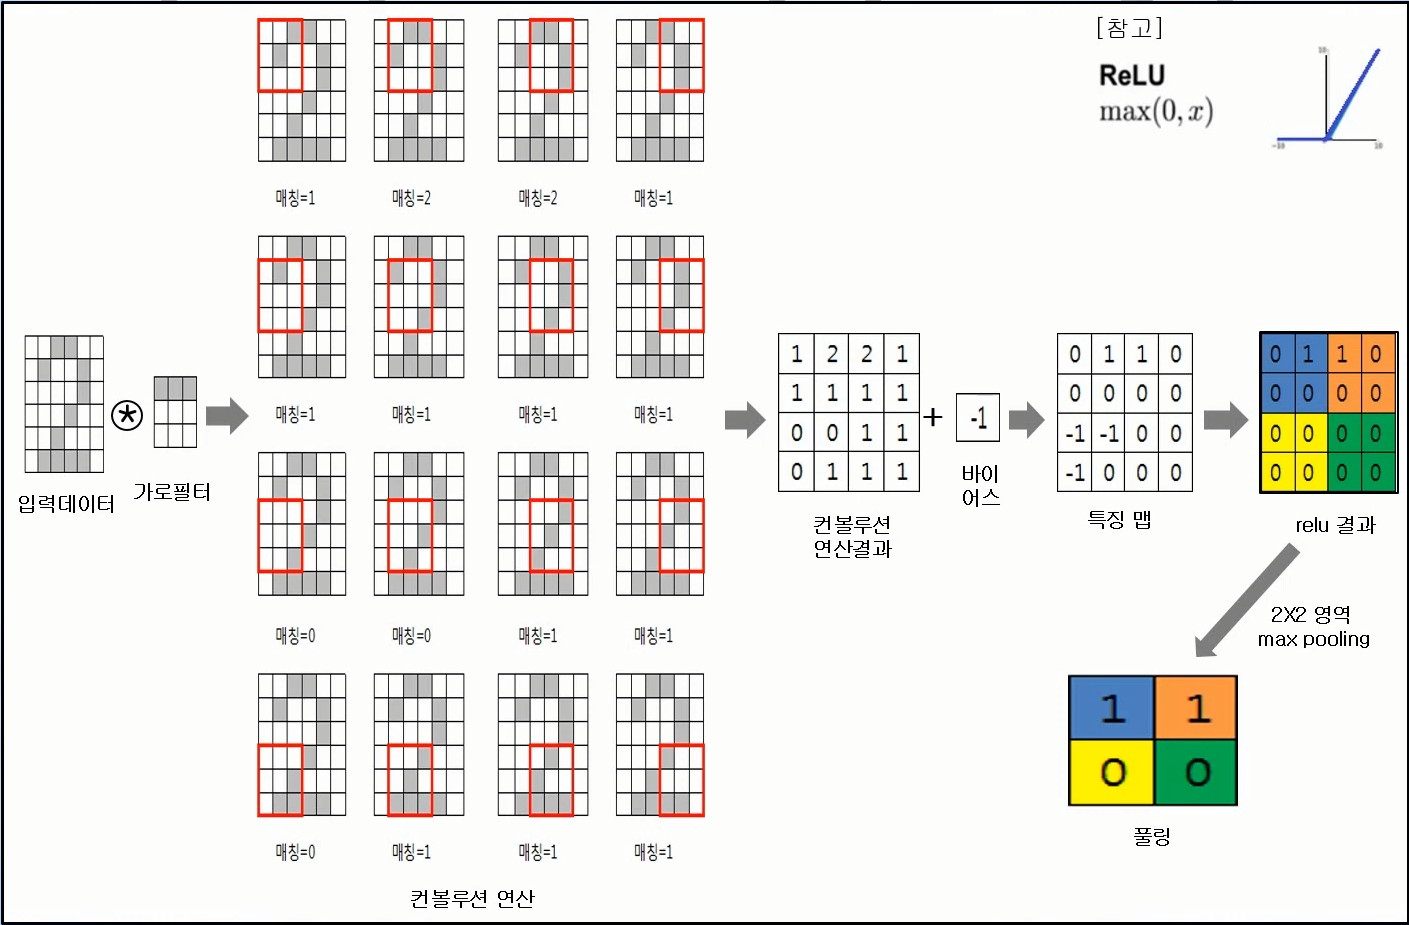 [참고]
ReLU
max(0, x)
10
-10
10
매칭=1
매칭=2
매칭=2
매칭=1
매칭=1
매칭=1
매칭=1
매칭=1
매칭=0
매칭=0
매칭=1
매칭=1
매칭=0
매칭=1
매칭=1
매칭=1
컨볼루션 연산
입력데이터
가로필터
1 2 2 1
1 1 1 1
0 0 1 1
0 1 1 1
컨볼루션
연산결과
+
-1
바이
어스
0 1 1 0
0 0 0 0
-1 -1 0 0
-1 0 0 0
특징 맵
0 1 1 0
0 0 0 0
0 0 0 0
0 0 0 0
relu 결과
2X2 영역
max pooling
1 1
0 0
풀링